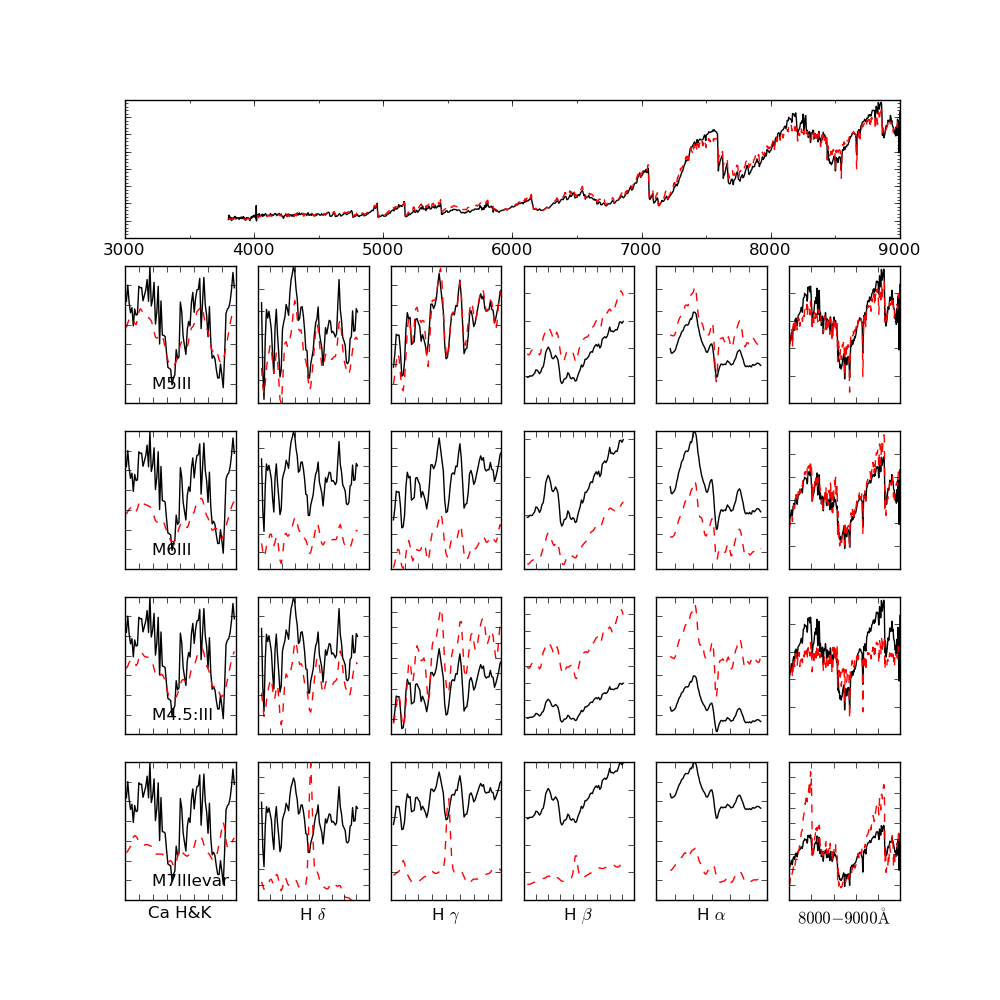 3000 4000 5000 6000 7000 8000 9000
M5III
M6III
M4.5:III
M7IIIevar
Ca H&K H δ H γ H β H α 8000−9000Å